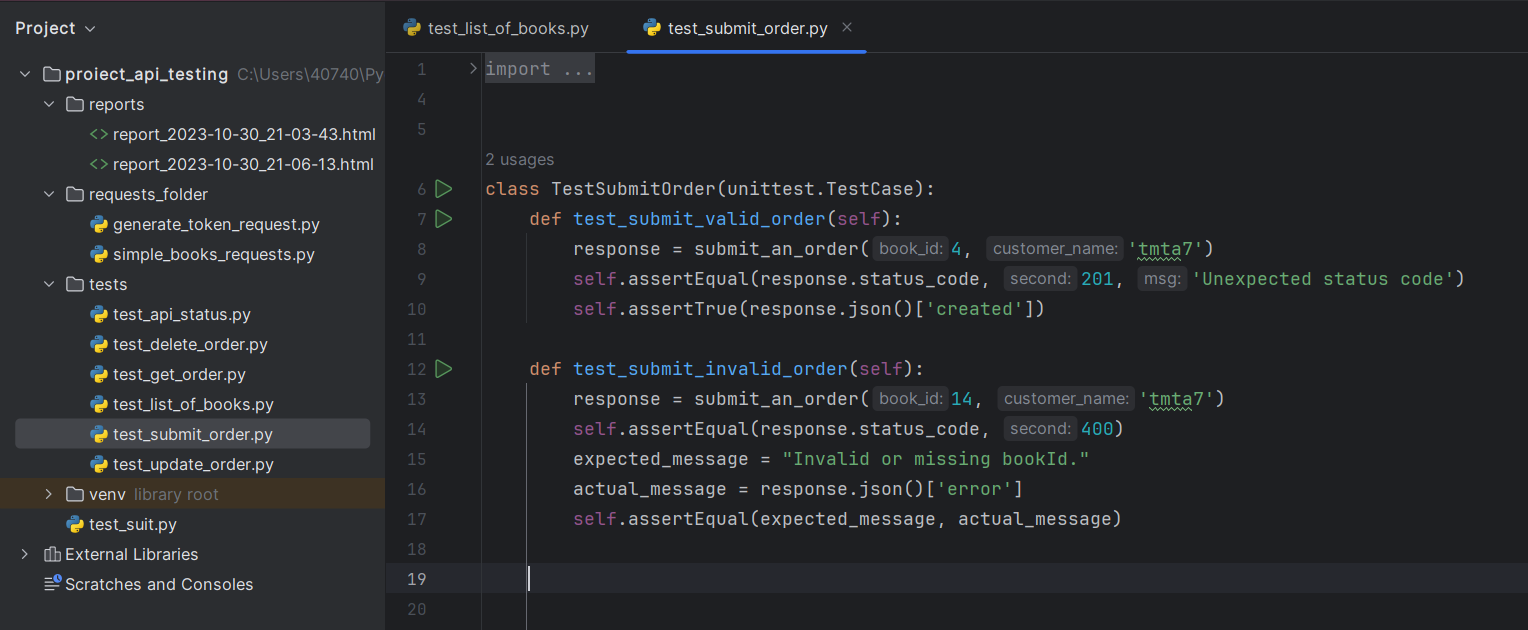 Project
proiect_api_testing C:\Users\40740\Py
reports
<> report_2023-10-30_21-03-43.html
<> report_2023-10-30_21-06-13.html
requests_folder
generate_token_request.py
simple_books_requests.py
tests
test_api_status.py
test_delete_order.py
test_get_order.py
test_list_of_books.py
test_submit_order.py
test_update_order.py
venv library root
test_suit.py
External Libraries
Scratches and Consoles
test_list_of_books.py test_submit_order.py ×
1 > import ...
4
5
2 usages
6 class TestSubmitOrder(unittest.TestCase):
7 def test_submit_valid_order(self):
8 response = submit_an_order( book_id: 4, customer_name: 'tmta7')
9 self.assertEqual(response.status_code, second: 201, msg: 'Unexpected status code')
10 self.assertTrue(response.json()['created'])
11
12 def test_submit_invalid_order(self):
13 response = submit_an_order( book_id: 14, customer_name: 'tmta7')
14 self.assertEqual(response.status_code, second: 400)
15 expected_message = "Invalid or missing bookId."
16 actual_message = response.json()['error']
17 self.assertEqual(expected_message, actual_message)
18
19
20